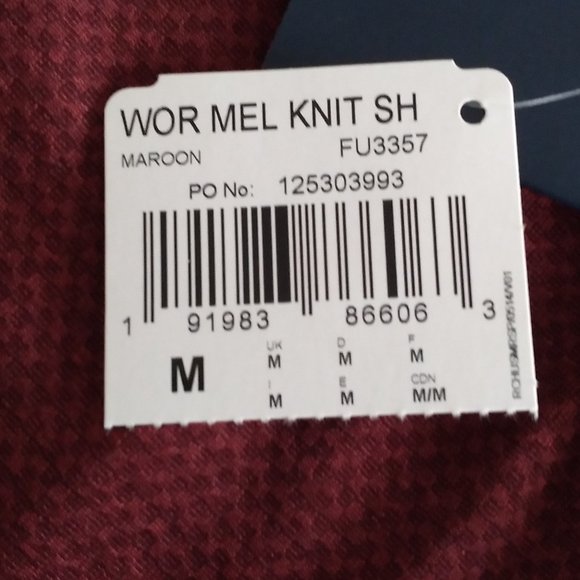 WOR MEL KNIT SH
MAROON FU3357
PO No: 125303993
1 91983 86606 3
M
UK D F
M M M
I E CDN
M M M/M